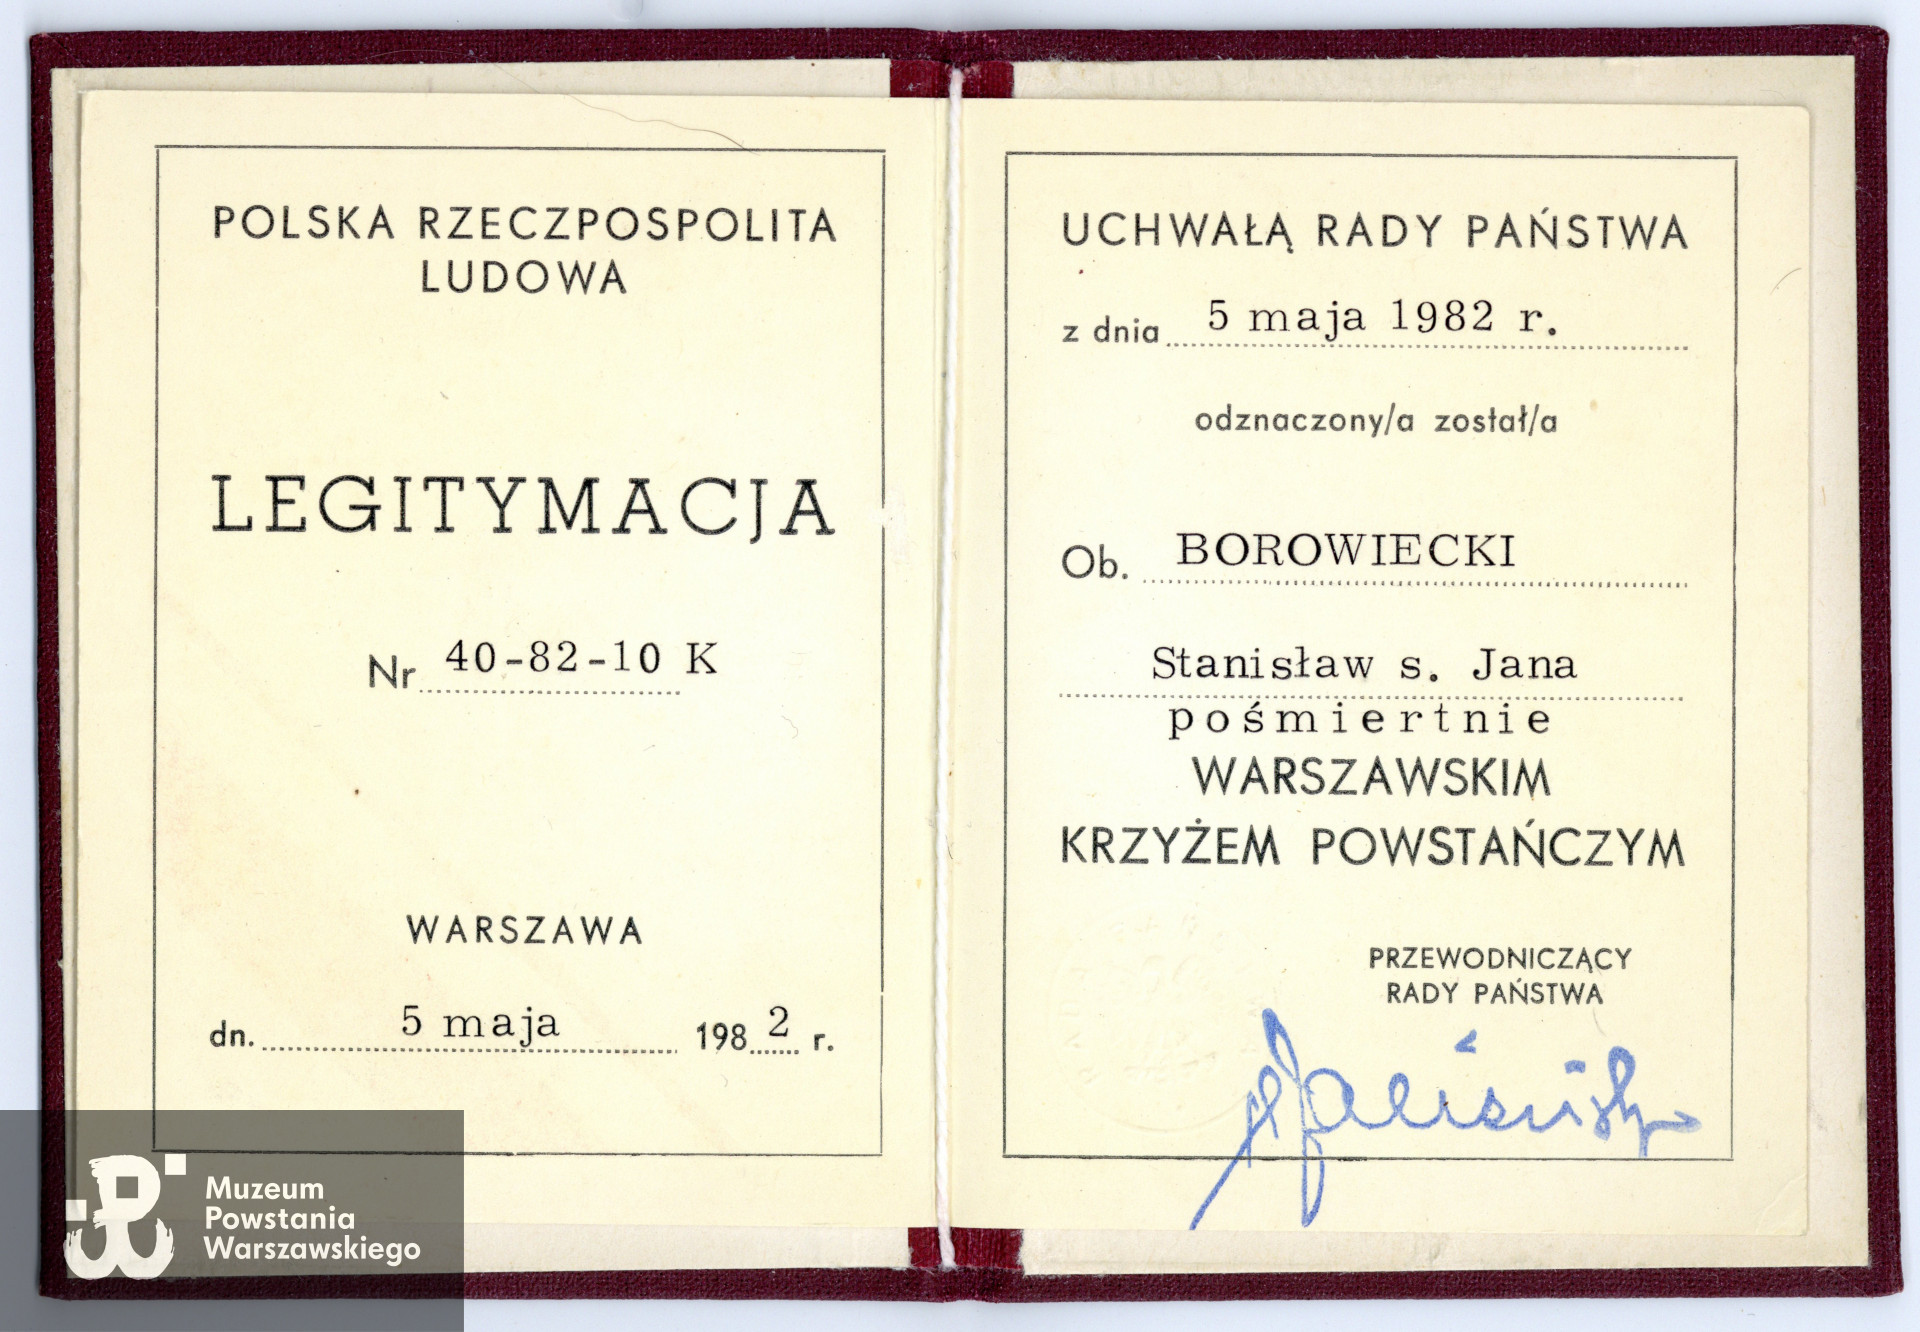 POLSKA RZECZPOSPOLITA
LUDOWA
LEGITYMACJA
Nr 40-82-10 K
WARSZAWA
dn. 5 maja 1982 r.
UCHWAŁĄ RADY PAŃSTWA
z dnia 5 maja 1982 r.
odznaczony/a został/a
Ob. BOROWIECKI
Stanisław s. Jana
pośmiertnie
WARSZAWSKIM
KRZYŻEM POWSTAŃCZYM
PRZEWODNICZĄCY
RADY PAŃSTWA
Muzeum
Powstania
Warszawskiego